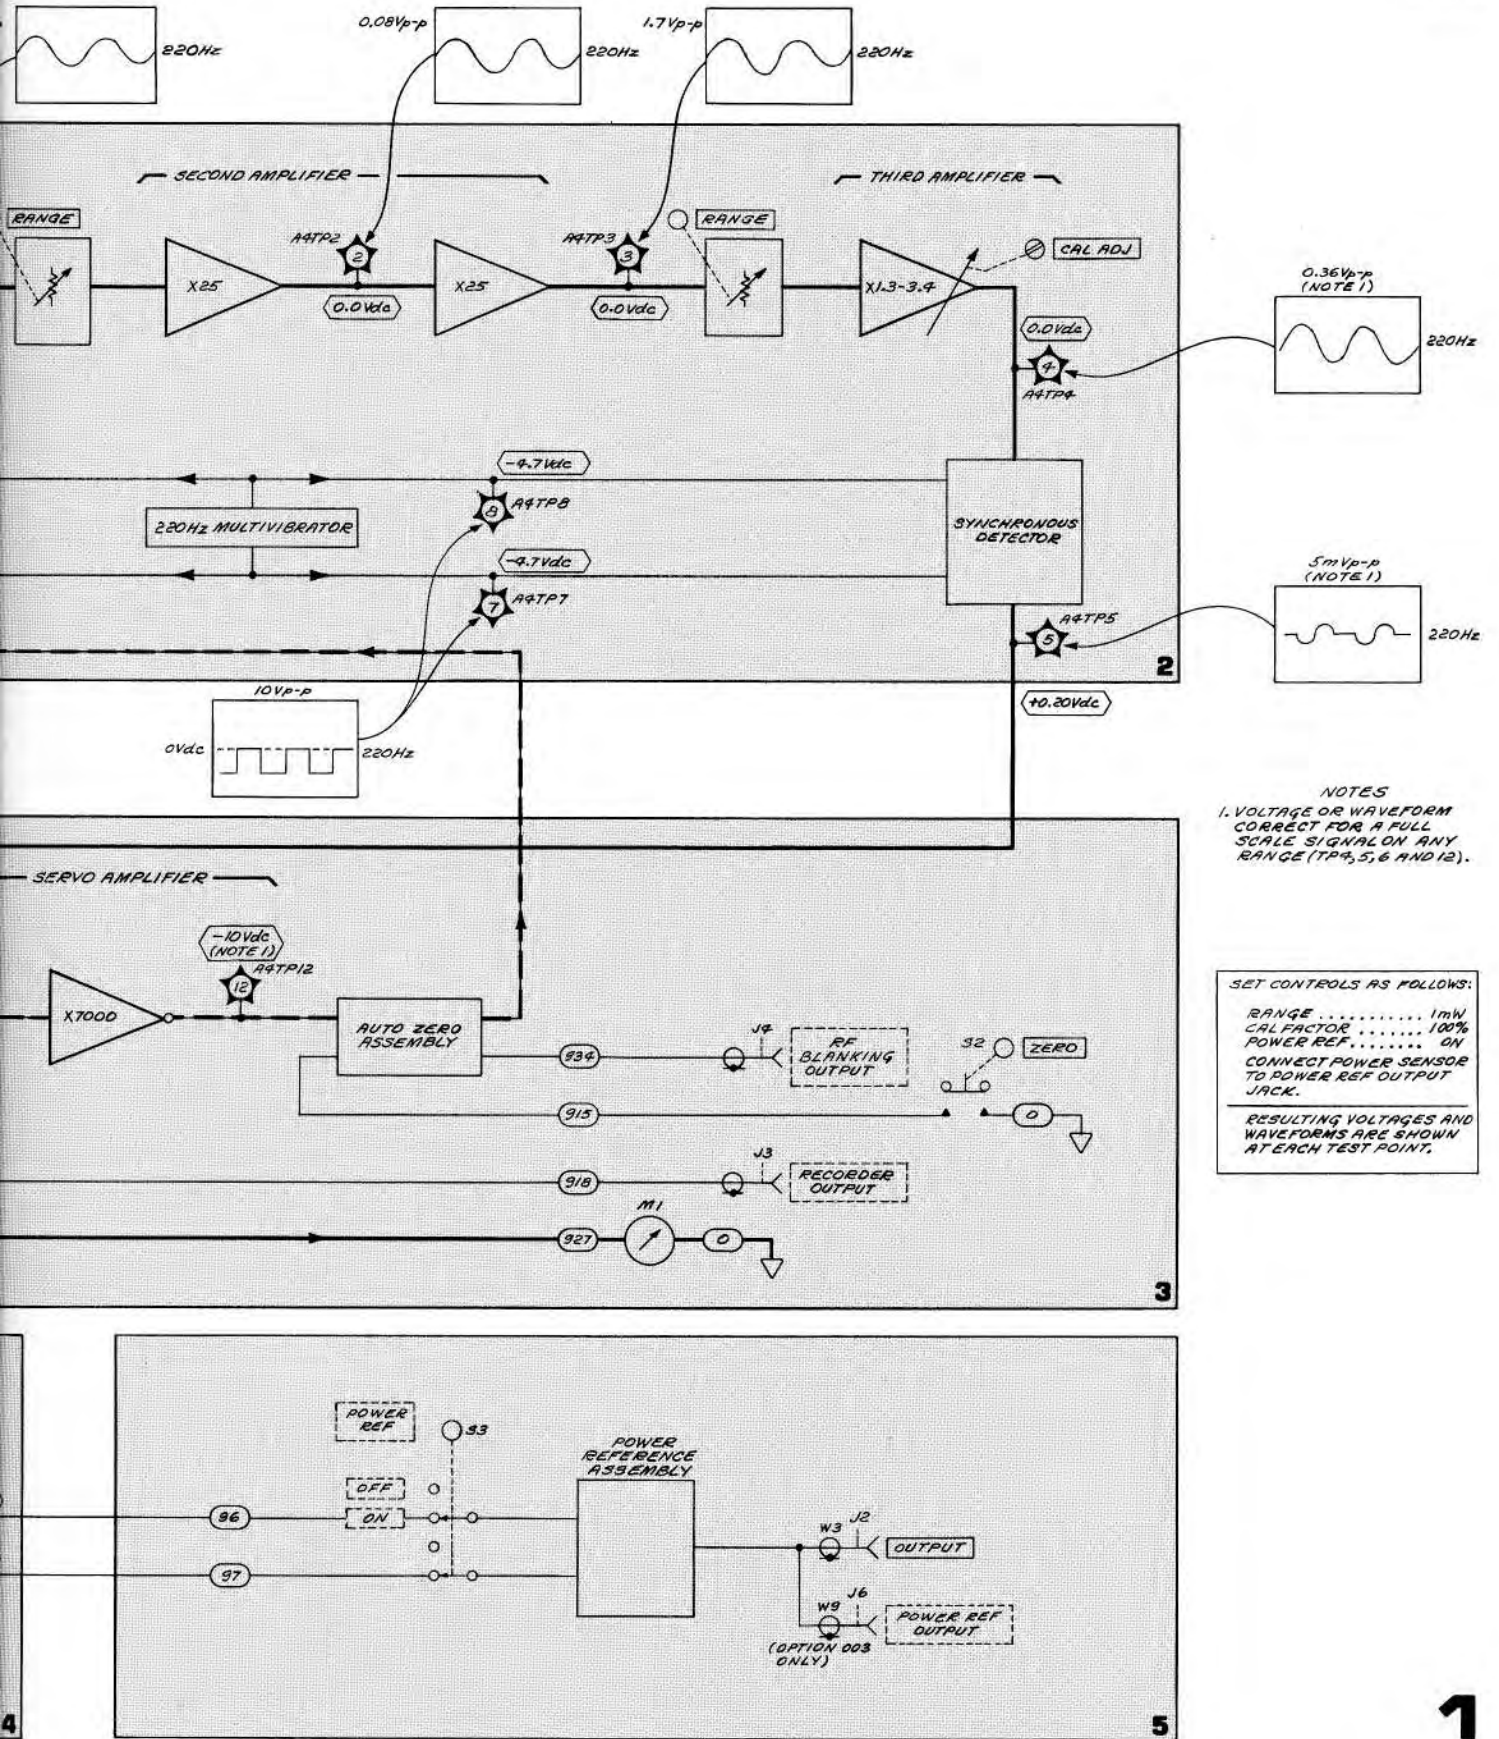 0.08Vp-p
1.7Vp-p
220Hz
220Hz
220Hz
SECOND AMPLIFIER
THIRD AMPLIFIER
RANGE
A4TP2
2
A4TP3
3
RANGE
CAL ADJ
X25
0.0Vdc
X25
0.0Vdc
X1.3-3.4
0.0Vdc
4
A4TP4
0.36Vp-p
(NOTE 1)
220Hz
-4.7Vdc
8
A4TP8
220Hz MULTIVIBRATOR
SYNCHRONOUS
DETECTOR
-4.7Vdc
7
A4TP7
5mVp-p
(NOTE 1)
220Hz
A4TP5
5
2
+0.20Vdc
10Vp-p
0Vdc
220Hz
NOTES
1. VOLTAGE OR WAVEFORM
CORRECT FOR A FULL
SCALE SIGNAL ON ANY
RANGE (TP4, 5, 6 AND 12).
SERVO AMPLIFIER
-10Vdc
(NOTE 1)
A4TP12
12
X7000
AUTO ZERO
ASSEMBLY
934
J4
RF
BLANKING
OUTPUT
S2
ZERO
915
0
918
J3
RECORDER
OUTPUT
M1
927
0
3
SET CONTROLS AS FOLLOWS:
RANGE ........... 1mW
CAL FACTOR ....... 100%
POWER REF ........ ON
CONNECT POWER SENSOR
TO POWER REF OUTPUT
JACK.
RESULTING VOLTAGES AND
WAVEFORMS ARE SHOWN
AT EACH TEST POINT.
POWER
REF
S3
OFF
ON
96
97
POWER
REFERENCE
ASSEMBLY
W3
J2
OUTPUT
W9
J6
POWER REF
OUTPUT
(OPTION 003
ONLY)
4
5
1